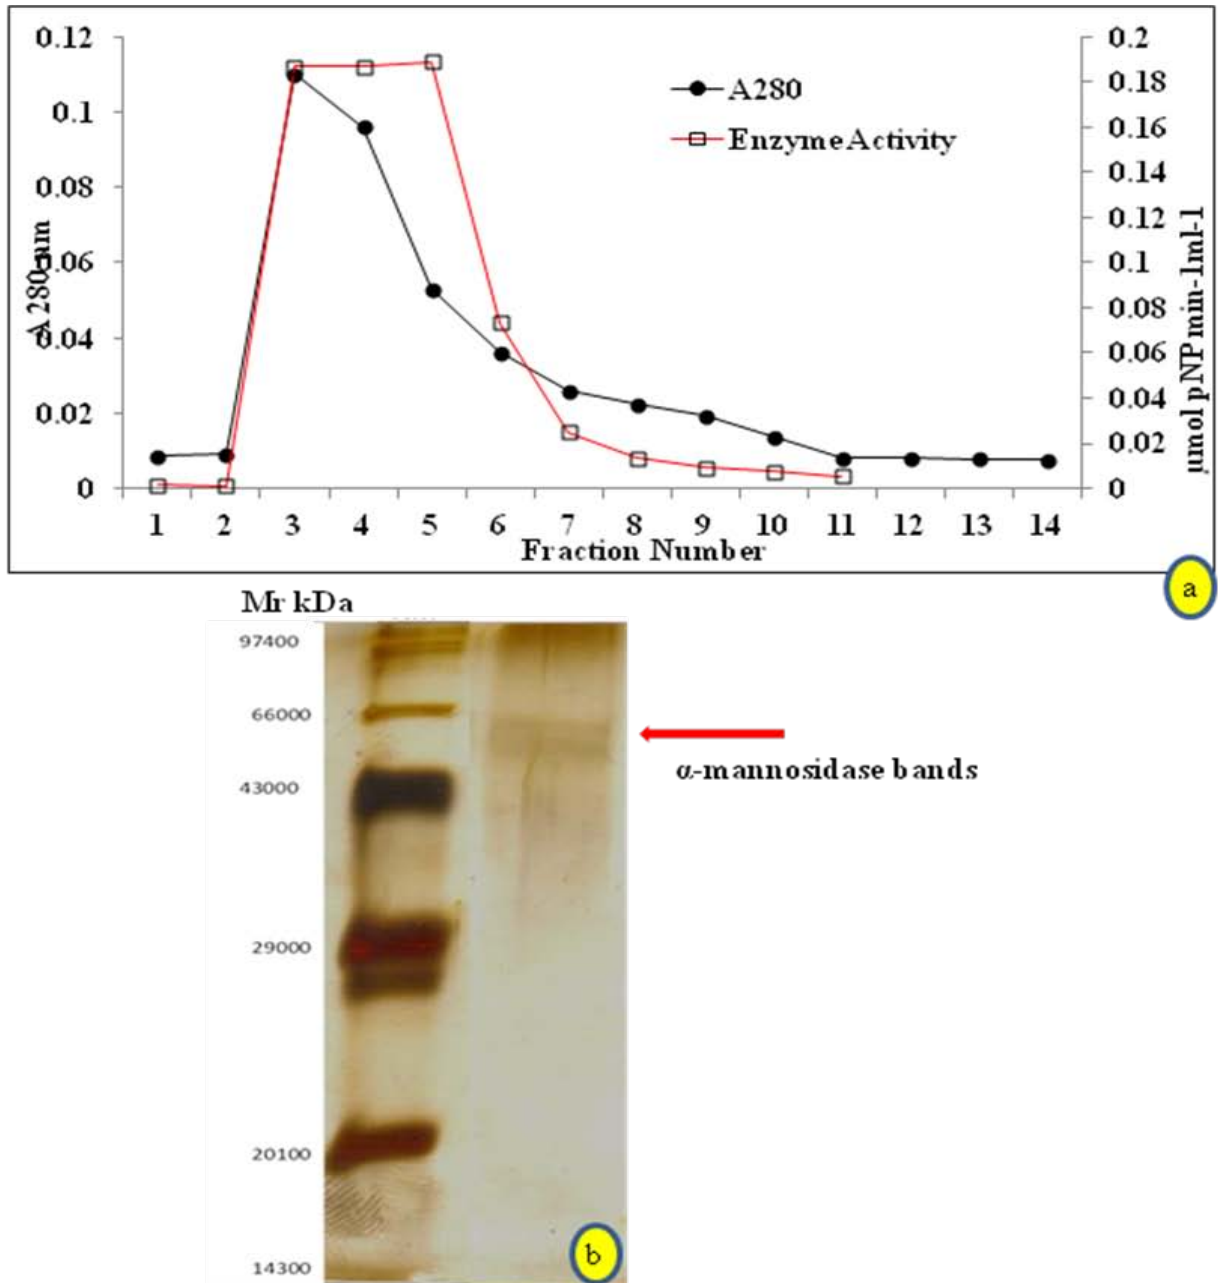 0.12
0.1
0.08
0.06
0.04
0.02
0
A280 nm
A280
Enzyme Activity
0.2
0.18
0.16
0.14
0.12
0.1
0.08
0.06
0.04
0.02
0
µmol pNP min-1ml-1
1 2 3 4 5 6 7 8 9 10 11 12 13 14
Fraction Number
a
Mr kDa
97400
66000
43000
29000
20100
14300
α-mannosidase bands
b